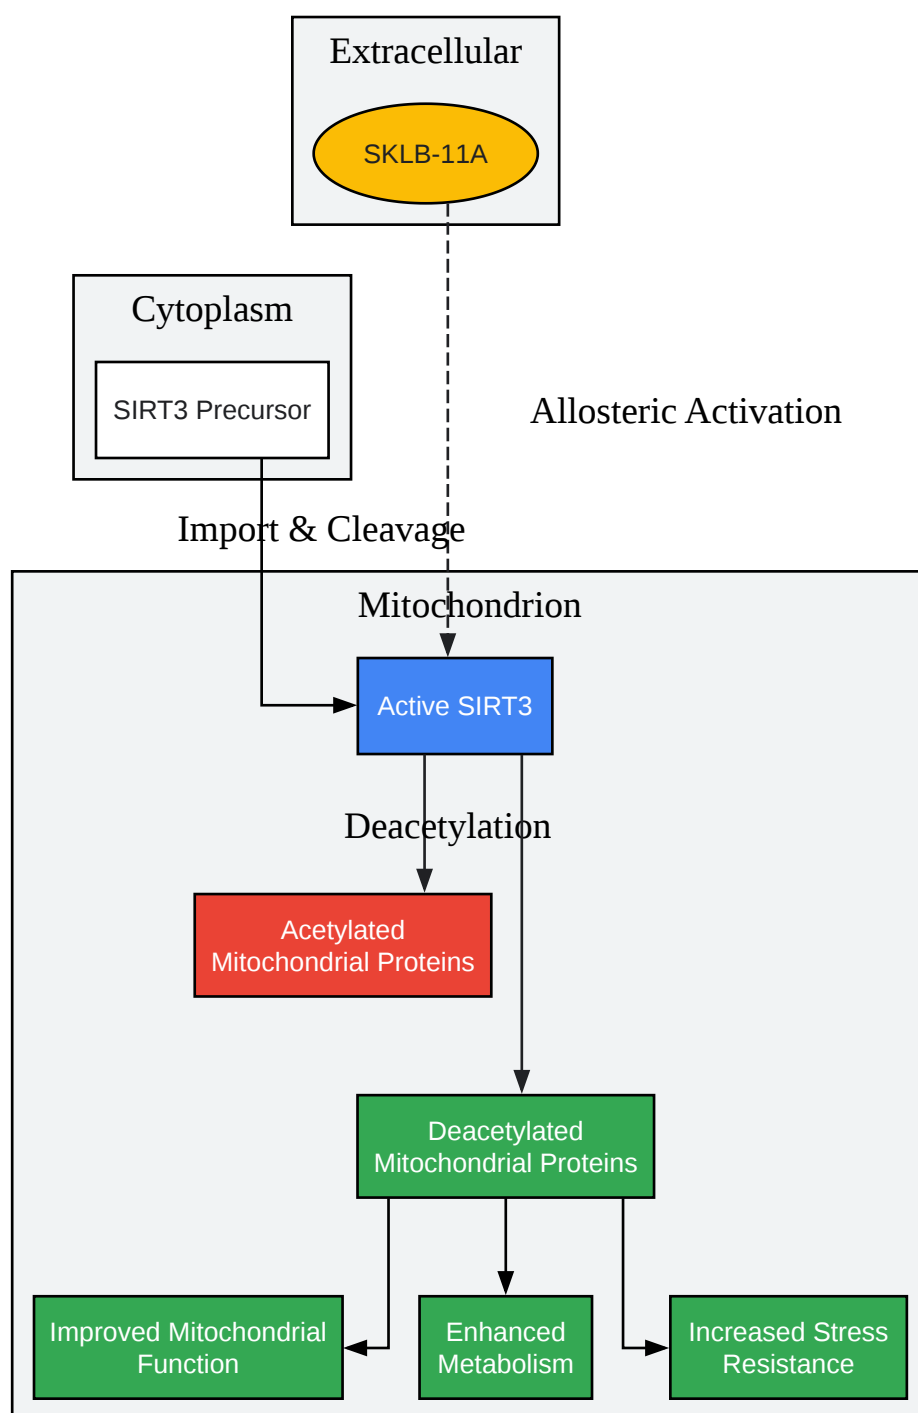 Extracellular
SKLB-11A
Cytoplasm
SIRT3 Precursor
Allosteric Activation
Import & Cleavage
Mitochondrion
Active SIRT3
Deacetylation
Acetylated
Mitochondrial Proteins
Deacetylated
Mitochondrial Proteins
Improved Mitochondrial
Function
Enhanced
Metabolism
Increased Stress
Resistance